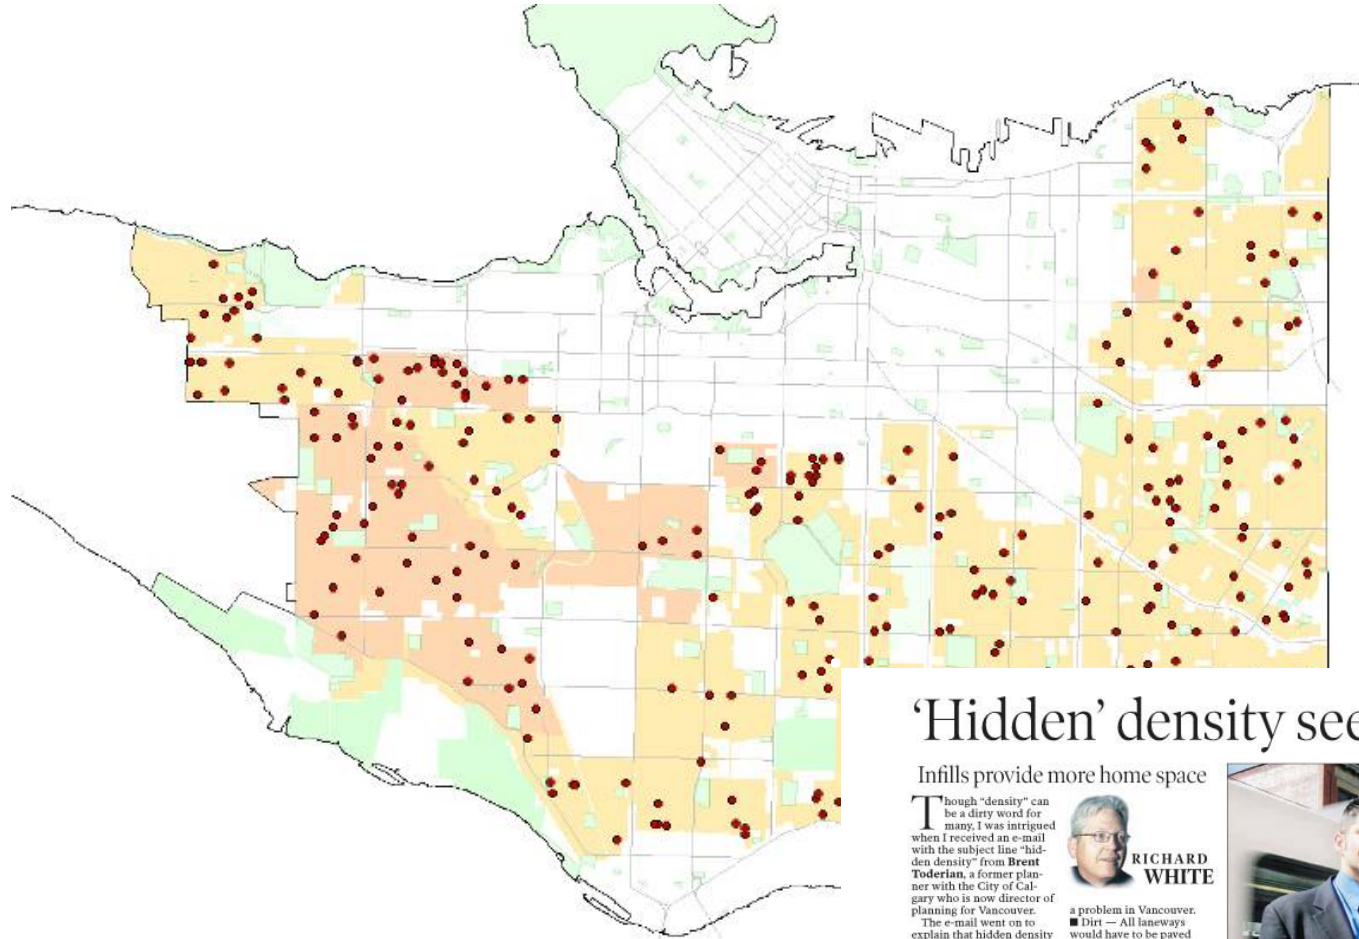 ‘Hidden’ density see
Infills provide more home space
Though “density” can
be a dirty word for
many, I was intrigued
when I received an e-mail
with the subject line “hid-
den density” from Brent
Toderian, a former plan-
ner with the City of Cal-
gary who is now director of
planning for Vancouver.
The e-mail went on to
explain that hidden density
RICHARD
WHITE
a problem in Vancouver.
■ Dirt — All laneways
would have to be paved